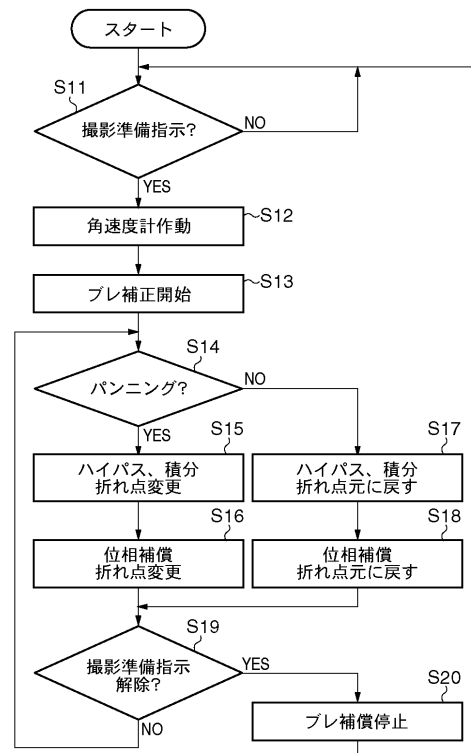 スタート
S11
撮影準備指示?
NO
YES
角速度計作動
S12
ブレ補正開始
S13
S14
パンニング?
NO
YES
S15
ハイパス、積分
折れ点変更
S17
ハイパス、積分
折れ点元に戻す
S16
位相補償
折れ点変更
S18
位相補償
折れ点元に戻す
S19
撮影準備指示
解除?
YES
NO
S20
ブレ補償停止